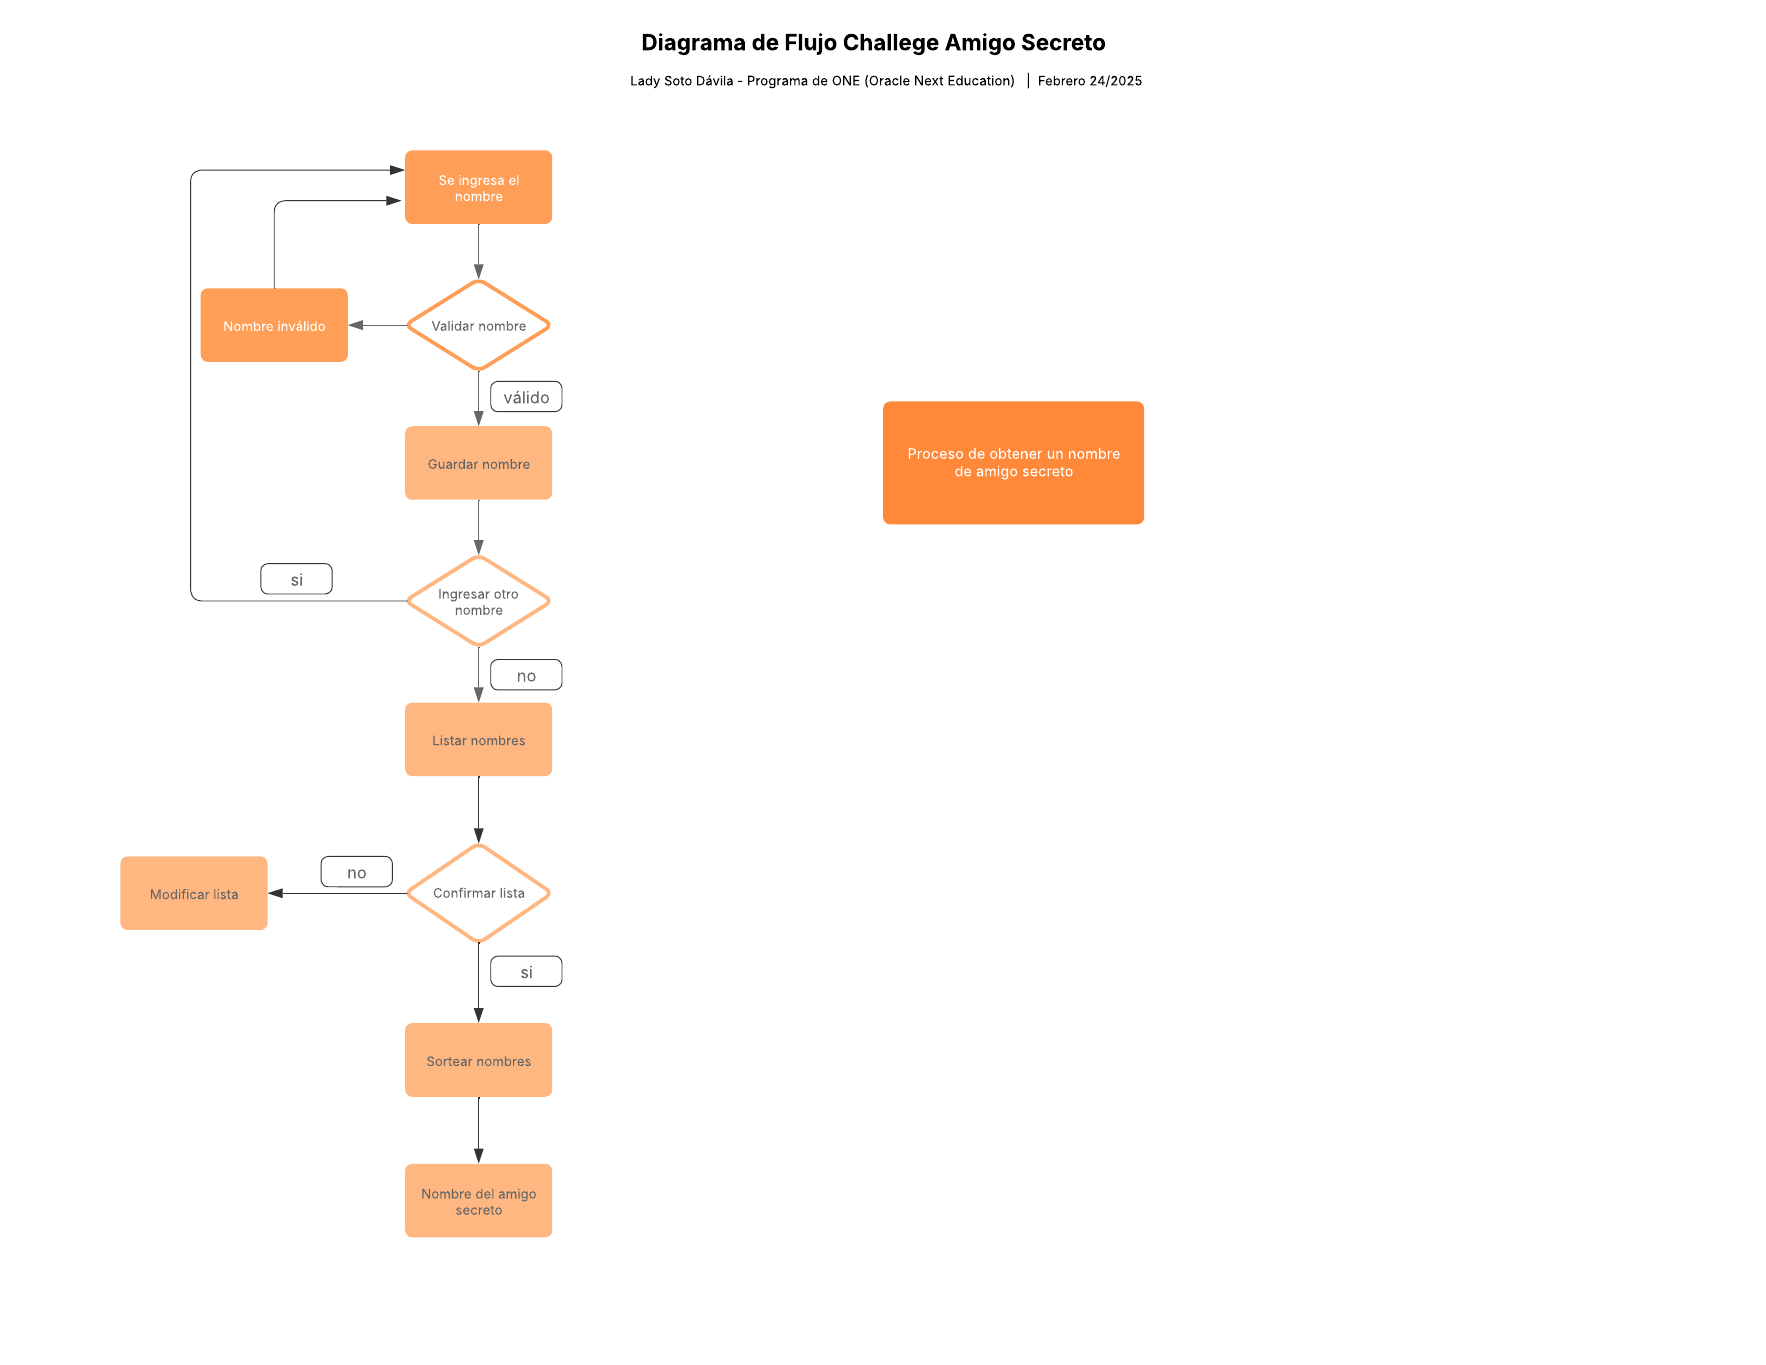 Diagrama de Flujo Challege Amigo Secreto
Lady Soto Dávila - Programa de ONE (Oracle Next Education) | Febrero 24/2025
Se ingresa el
nombre
Nombre inválido
Validar nombre
válido
Guardar nombre
Proceso de obtener un nombre
de amigo secreto
si
Ingresar otro
nombre
no
Listar nombres
no
Modificar lista
Confirmar lista
si
Sortear nombres
Nombre del amigo
secreto